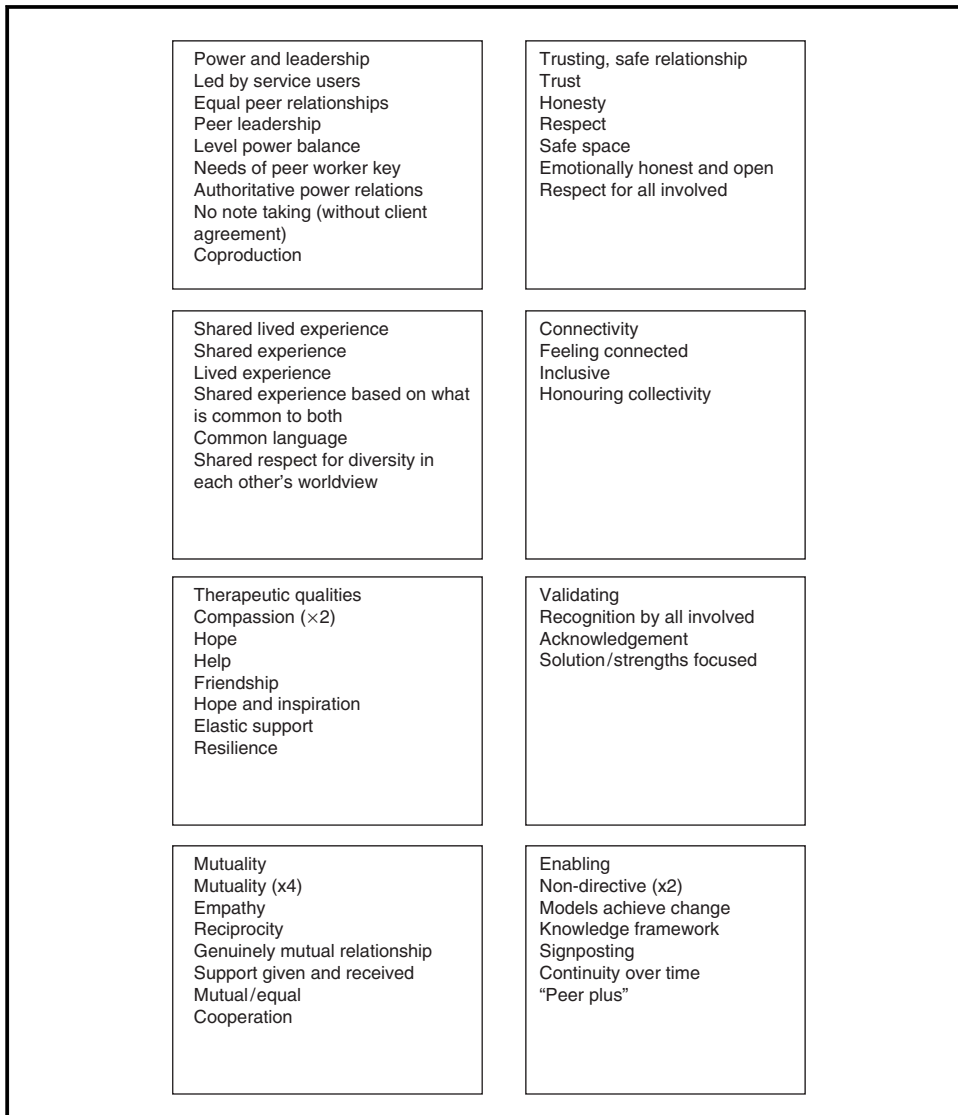 Power and leadership
Led by service users
Equal peer relationships
Peer leadership
Level power balance
Needs of peer worker key
Authoritative power relations
No note taking (without client
agreement)
Coproduction
Trusting, safe relationship
Trust
Honesty
Respect
Safe space
Emotionally honest and open
Respect for all involved
Shared lived experience
Shared experience
Lived experience
Shared experience based on what
is common to both
Common language
Shared respect for diversity in
each other's worldview
Connectivity
Feeling connected
Inclusive
Honouring collectivity
Therapeutic qualities
Compassion (×2)
Hope
Help
Friendship
Hope and inspiration
Elastic support
Resilience
Validating
Recognition by all involved
Acknowledgement
Solution/strengths focused
Mutuality
Mutuality (x4)
Empathy
Reciprocity
Genuinely mutual relationship
Support given and received
Mutual/equal
Cooperation
Enabling
Non-directive (x2)
Models achieve change
Knowledge framework
Signposting
Continuity over time
“Peer plus”